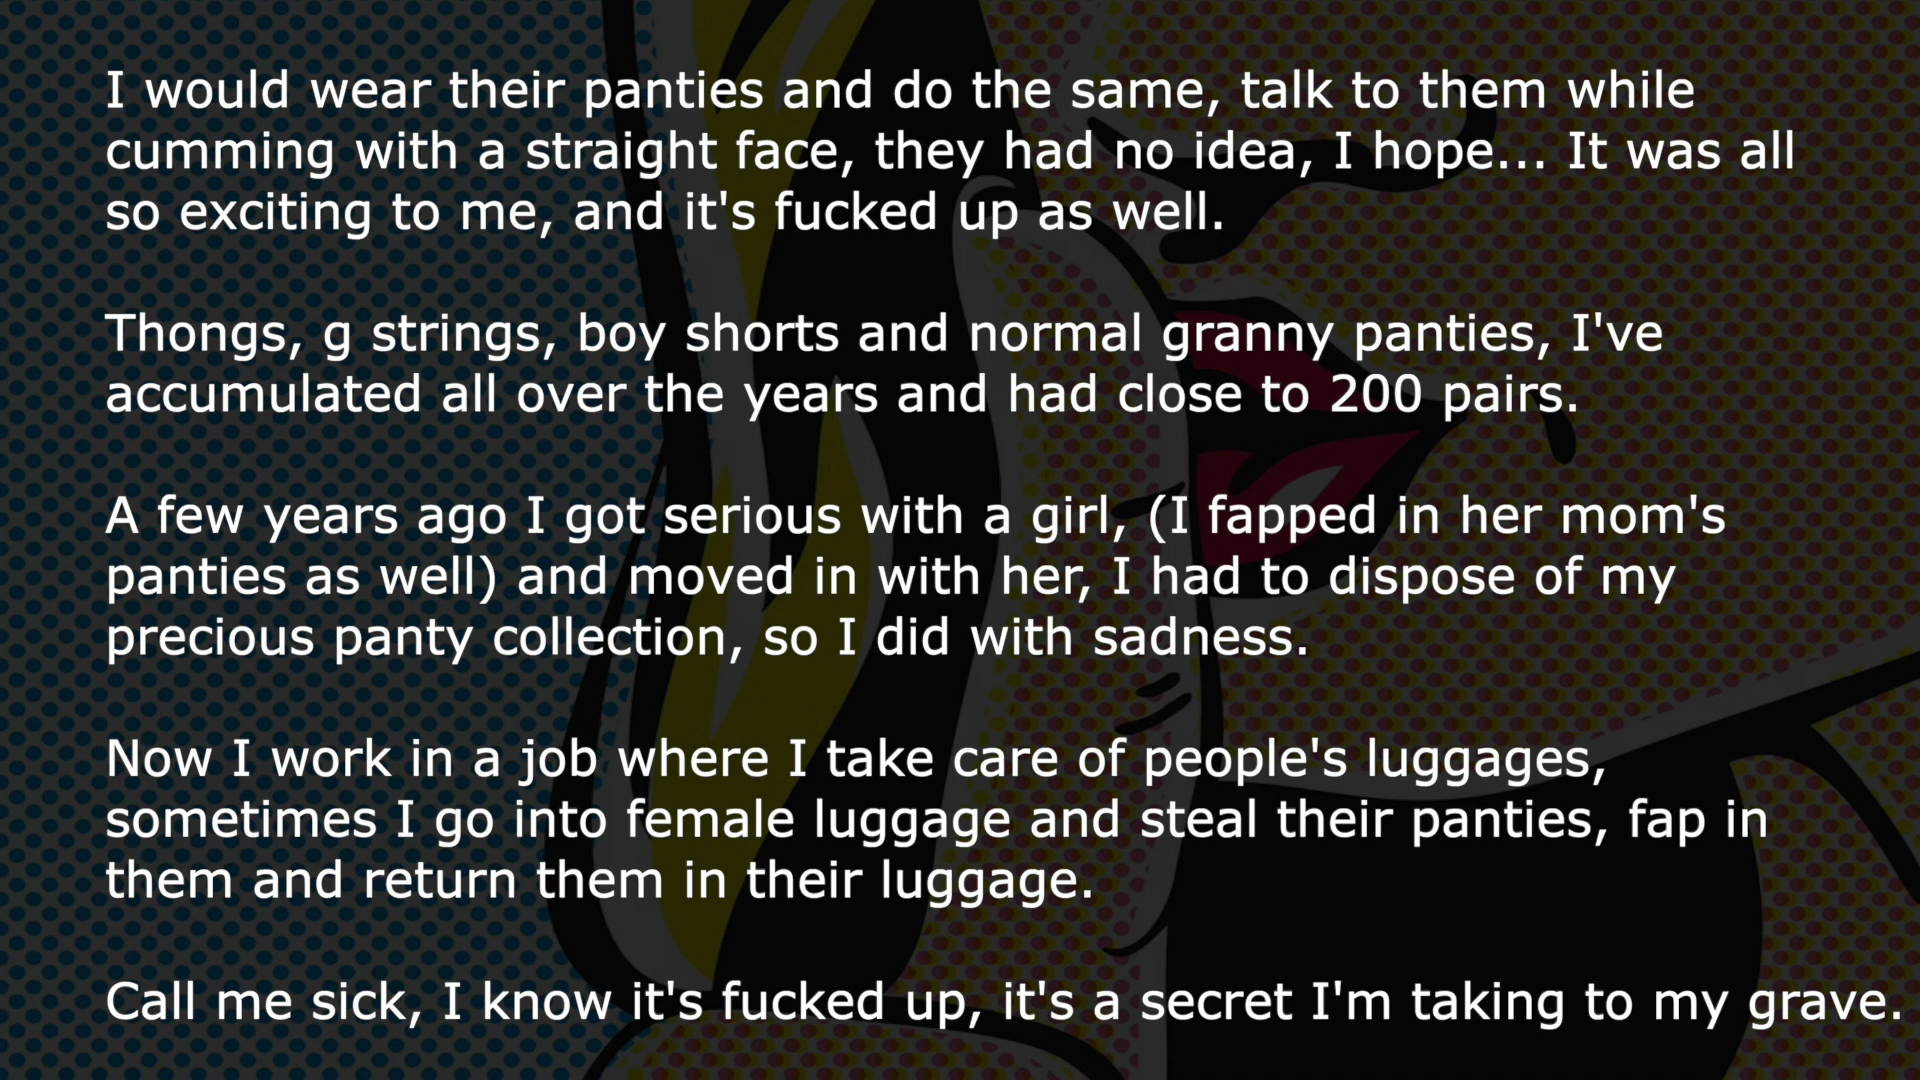 I would wear their panties and do the same, talk to them while
cumming with a straight face, they had no idea, I hope... It was all
so exciting to me, and it's fucked up as well.
Thongs, g strings, boy shorts and normal granny panties, I've
accumulated all over the years and had close to 200 pairs.
A few years ago I got serious with a girl, (I fapped in her mom's
panties as well) and moved in with her, I had to dispose of my
precious panty collection, so I did with sadness.
Now I work in a job where I take care of people's luggages,
sometimes I go into female luggage and steal their panties, fap in
them and return them in their luggage.
Call me sick, I know it's fucked up, it's a secret I'm taking to my grave.